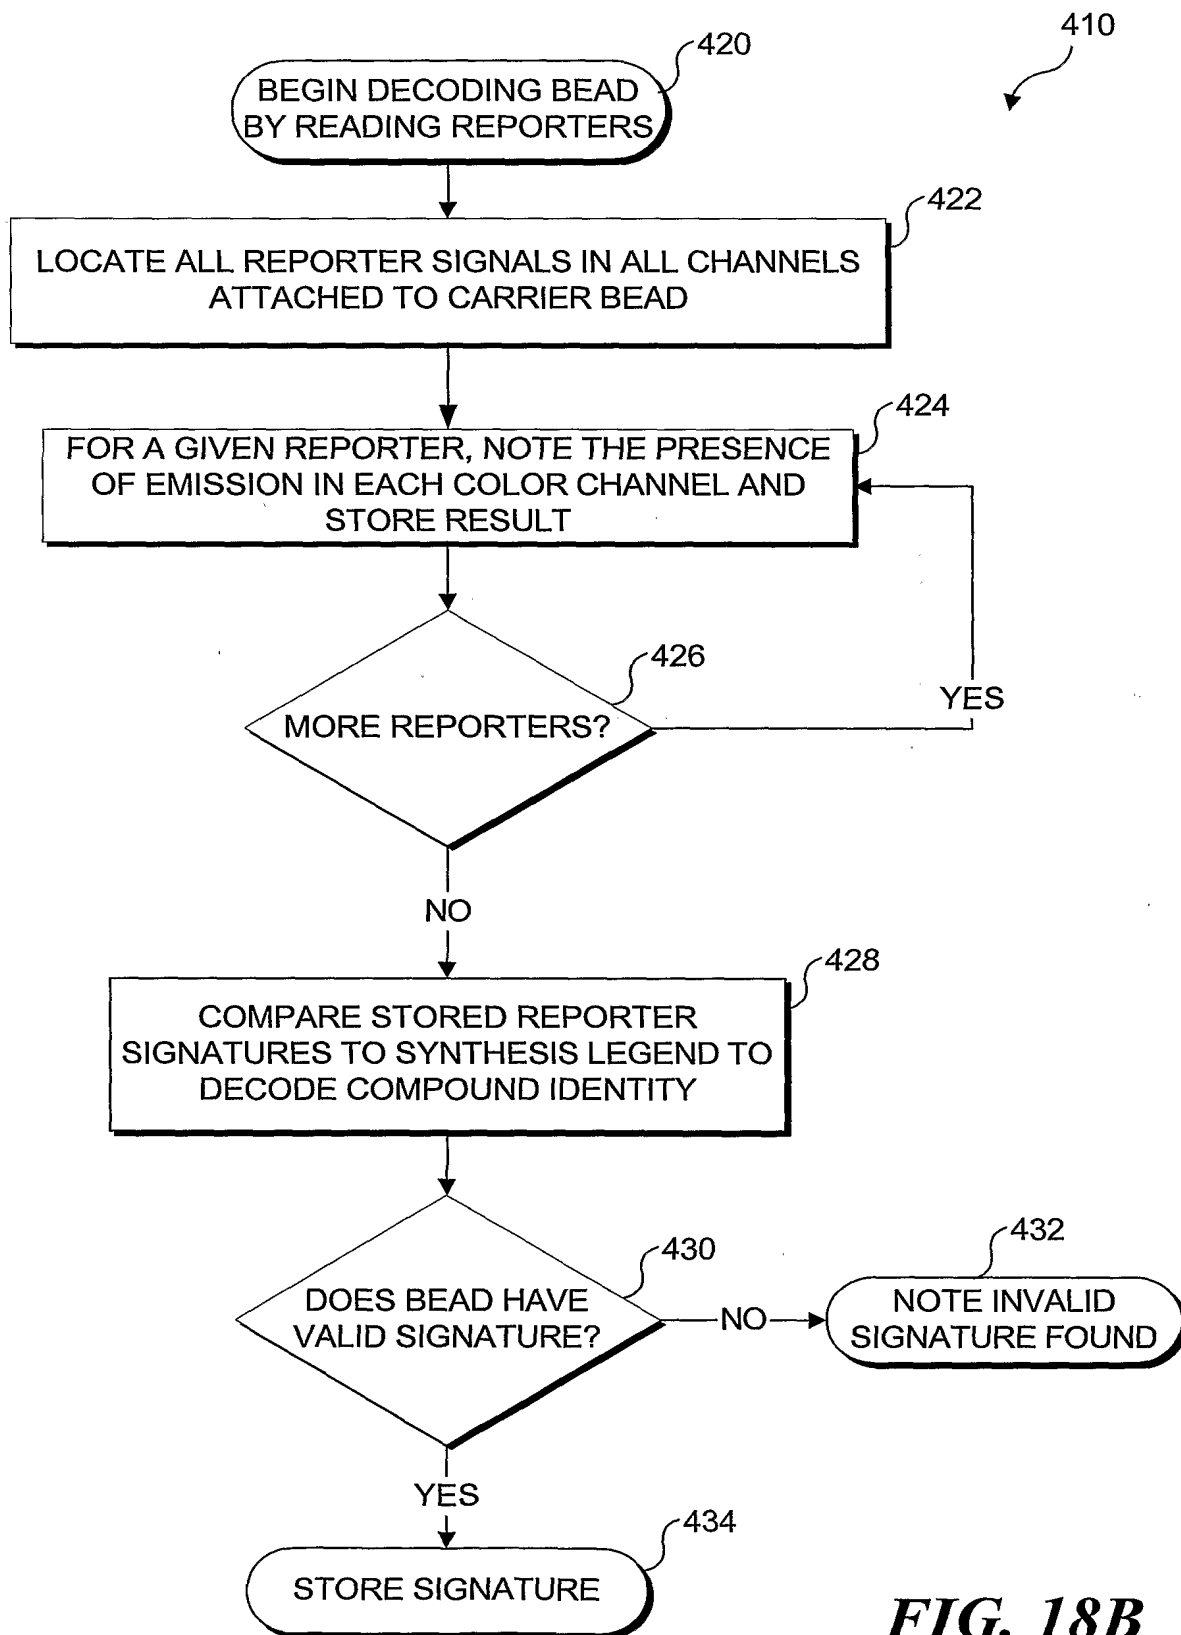 410
420
BEGIN DECODING BEAD
BY READING REPORTERS
422
LOCATE ALL REPORTER SIGNALS IN ALL CHANNELS
ATTACHED TO CARRIER BEAD
424
FOR A GIVEN REPORTER, NOTE THE PRESENCE
OF EMISSION IN EACH COLOR CHANNEL AND
STORE RESULT
426
MORE REPORTERS?
YES
NO
428
COMPARE STORED REPORTER
SIGNATURES TO SYNTHESIS LEGEND TO
DECODE COMPOUND IDENTITY
430
DOES BEAD HAVE
VALID SIGNATURE?
NO
432
NOTE INVALID
SIGNATURE FOUND
YES
434
STORE SIGNATURE
FIG. 18B